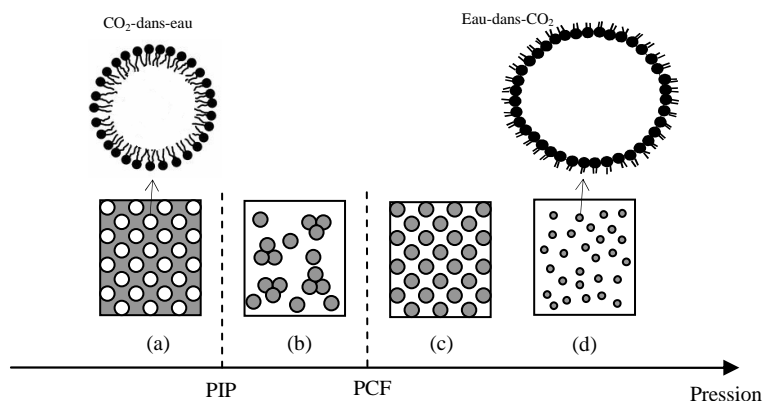 CO₂-dans-eau
Eau-dans-CO₂
(a)
(b)
(c)
(d)
PIP
PCF
Pression